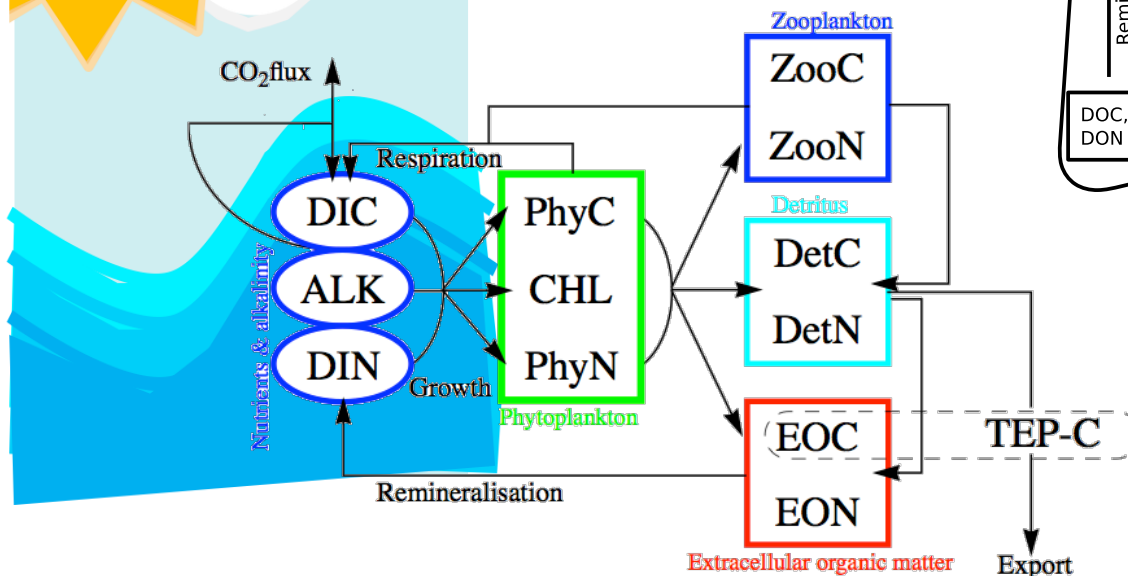 Zooplankton
ZooC
ZooN
CO2flux
Respiration
DIC
ALK
DIN
Nutrients & alkalinity
Growth
PhyC
CHL
PhyN
Phytoplankton
Detritus
DetC
DetN
EOC
EON
TEP-C
Remineralisation
Extracellular organic matter
Export
DOC,
DON